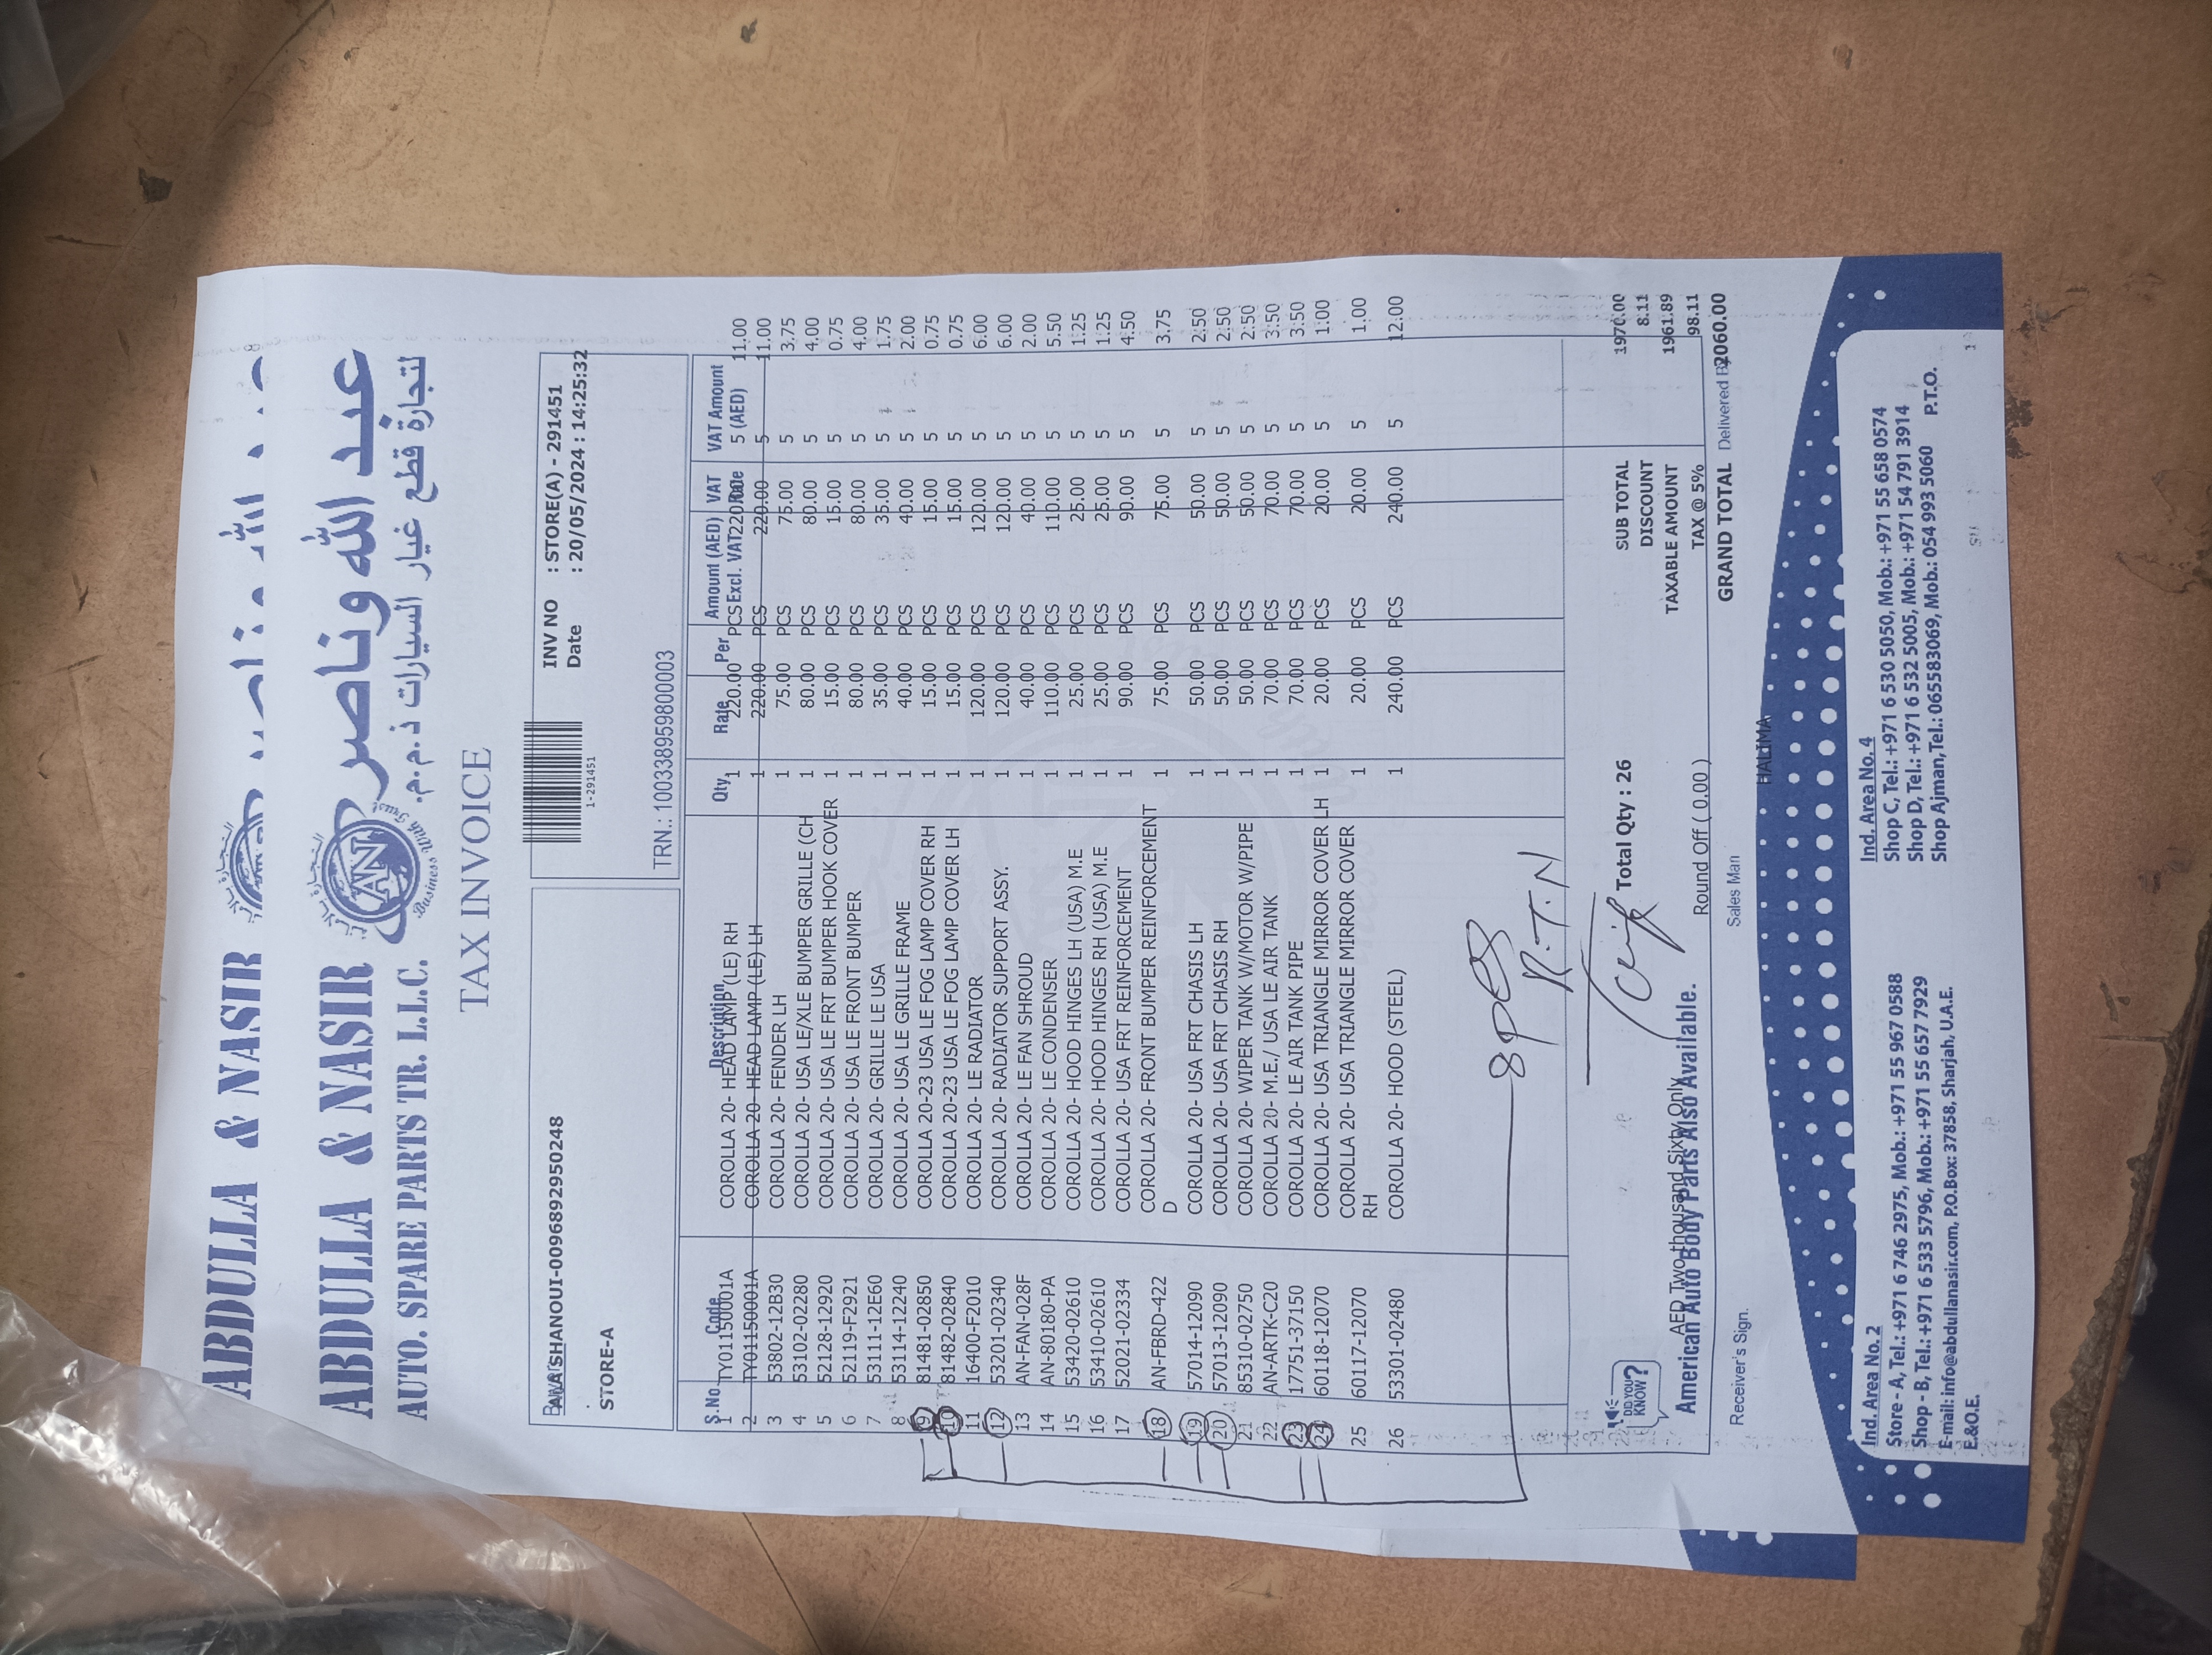 ABDULLA & NASIR
ABDULLA & NASIR عبد الله وناصر
AUTO. SPARE PARTS TR. L.L.C. لتجارة قطع غيار السيارات ذ.م.م.
AN
Business With Trust
TAX INVOICE
ALASHANOUI-0096892950248
STORE-A
1-291451
INV NO : STORE(A) - 291451
Date : 20/05/2024 : 14:25:32
TRN.: 100338959800003
S.No. Code Description Qty. Rate Per Amount (AED) Excl. VAT VAT Rate VAT Amount (AED)
1 TY01150001A COROLLA 20- HEAD LAMP (LE) RH 1 220.00 PCS 220.00 5 11.00
2 TY01150001A COROLLA 20- HEAD LAMP (LE) LH 1 220.00 PCS 220.00 5 11.00
3 53802-12B30 COROLLA 20- FENDER LH 1 75.00 PCS 75.00 5 3.75
4 53102-02280 COROLLA 20- USA LE/XLE BUMPER GRILLE (CH 1 80.00 PCS 80.00 5 4.00
5 52128-12920 COROLLA 20- USA LE FRT BUMPER HOOK COVER 1 15.00 PCS 15.00 5 0.75
6 52119-F2921 COROLLA 20- USA LE FRONT BUMPER 1 80.00 PCS 80.00 5 4.00
7 53111-12E60 COROLLA 20- GRILLE LE USA 1 35.00 PCS 35.00 5 1.75
8 53114-12240 COROLLA 20- USA LE GRILLE FRAME 1 40.00 PCS 40.00 5 2.00
9 81481-02850 COROLLA 20-23 USA LE FOG LAMP COVER RH 1 15.00 PCS 15.00 5 0.75
10 81482-02840 COROLLA 20-23 USA LE FOG LAMP COVER LH 1 15.00 PCS 15.00 5 0.75
11 16400-F2010 COROLLA 20- LE RADIATOR 1 120.00 PCS 120.00 5 6.00
12 53201-02340 COROLLA 20- RADIATOR SUPPORT ASSY. 1 120.00 PCS 120.00 5 6.00
13 AN-FAN-028F COROLLA 20- LE FAN SHROUD 1 40.00 PCS 40.00 5 2.00
14 AN-80180-PA COROLLA 20- LE CONDENSER 1 110.00 PCS 110.00 5 5.50
15 53420-02610 COROLLA 20- HOOD HINGES LH (USA) M.E 1 25.00 PCS 25.00 5 1.25
16 53410-02610 COROLLA 20- HOOD HINGES RH (USA) M.E 1 25.00 PCS 25.00 5 1.25
17 52021-02334 COROLLA 20- USA FRT REINFORCEMENT 1 90.00 PCS 90.00 5 4.50
18 AN-FBRD-422 COROLLA 20- FRONT BUMPER REINFORCEMENT 1 75.00 PCS 75.00 5 3.75
D
19 57014-12090 COROLLA 20- USA FRT CHASIS LH 1 50.00 PCS 50.00 5 2.50
20 57013-12090 COROLLA 20- USA FRT CHASIS RH 1 50.00 PCS 50.00 5 2.50
21 85310-02750 COROLLA 20- WIPER TANK W/MOTOR W/PIPE 1 50.00 PCS 50.00 5 2.50
22 AN-ARTK-C20 COROLLA 20- M.E./ USA LE AIR TANK 1 70.00 PCS 70.00 5 3.50
23 17751-37150 COROLLA 20- LE AIR TANK PIPE 1 70.00 PCS 70.00 5 3.50
24 60118-12070 COROLLA 20- USA TRIANGLE MIRROR COVER LH 1 20.00 PCS 20.00 5 1.00
25 60117-12070 COROLLA 20- USA TRIANGLE MIRROR COVER 1 20.00 PCS 20.00 5 1.00
RH
26 53301-02480 COROLLA 20- HOOD (STEEL) 1 240.00 PCS 240.00 5 12.00
8 PCS
R.T.N
Total Qty : 26
SUB TOTAL 1970.00
DISCOUNT 8.11
TAXABLE AMOUNT 1961.89
TAX @ 5% 98.11
GRAND TOTAL 2060.00
DID YOU KNOW?
AED Two thousand Sixty Only
American Auto Body Parts Also Available.
Round Off ( 0.00 )
Receiver's Sign. Sales Man Delivered By
HALIMA
Ind. Area No. 2
Store - A, Tel.: +971 6 746 2975, Mob.: +971 55 967 0588
Shop - B, Tel.: +971 6 533 5796, Mob.: +971 55 657 7929
E-mail: info@abdullanasir.com, P.O.Box: 37858, Sharjah, U.A.E.
E.&O.E.
Ind. Area No. 4
Shop C, Tel.: +971 6 530 5050, Mob.: +971 55 658 0574
Shop D, Tel.: +971 6 532 5005, Mob.: +971 54 791 3914
Shop Ajman,Tel.: 065583069, Mob.: 054 993 5060
P.T.O.